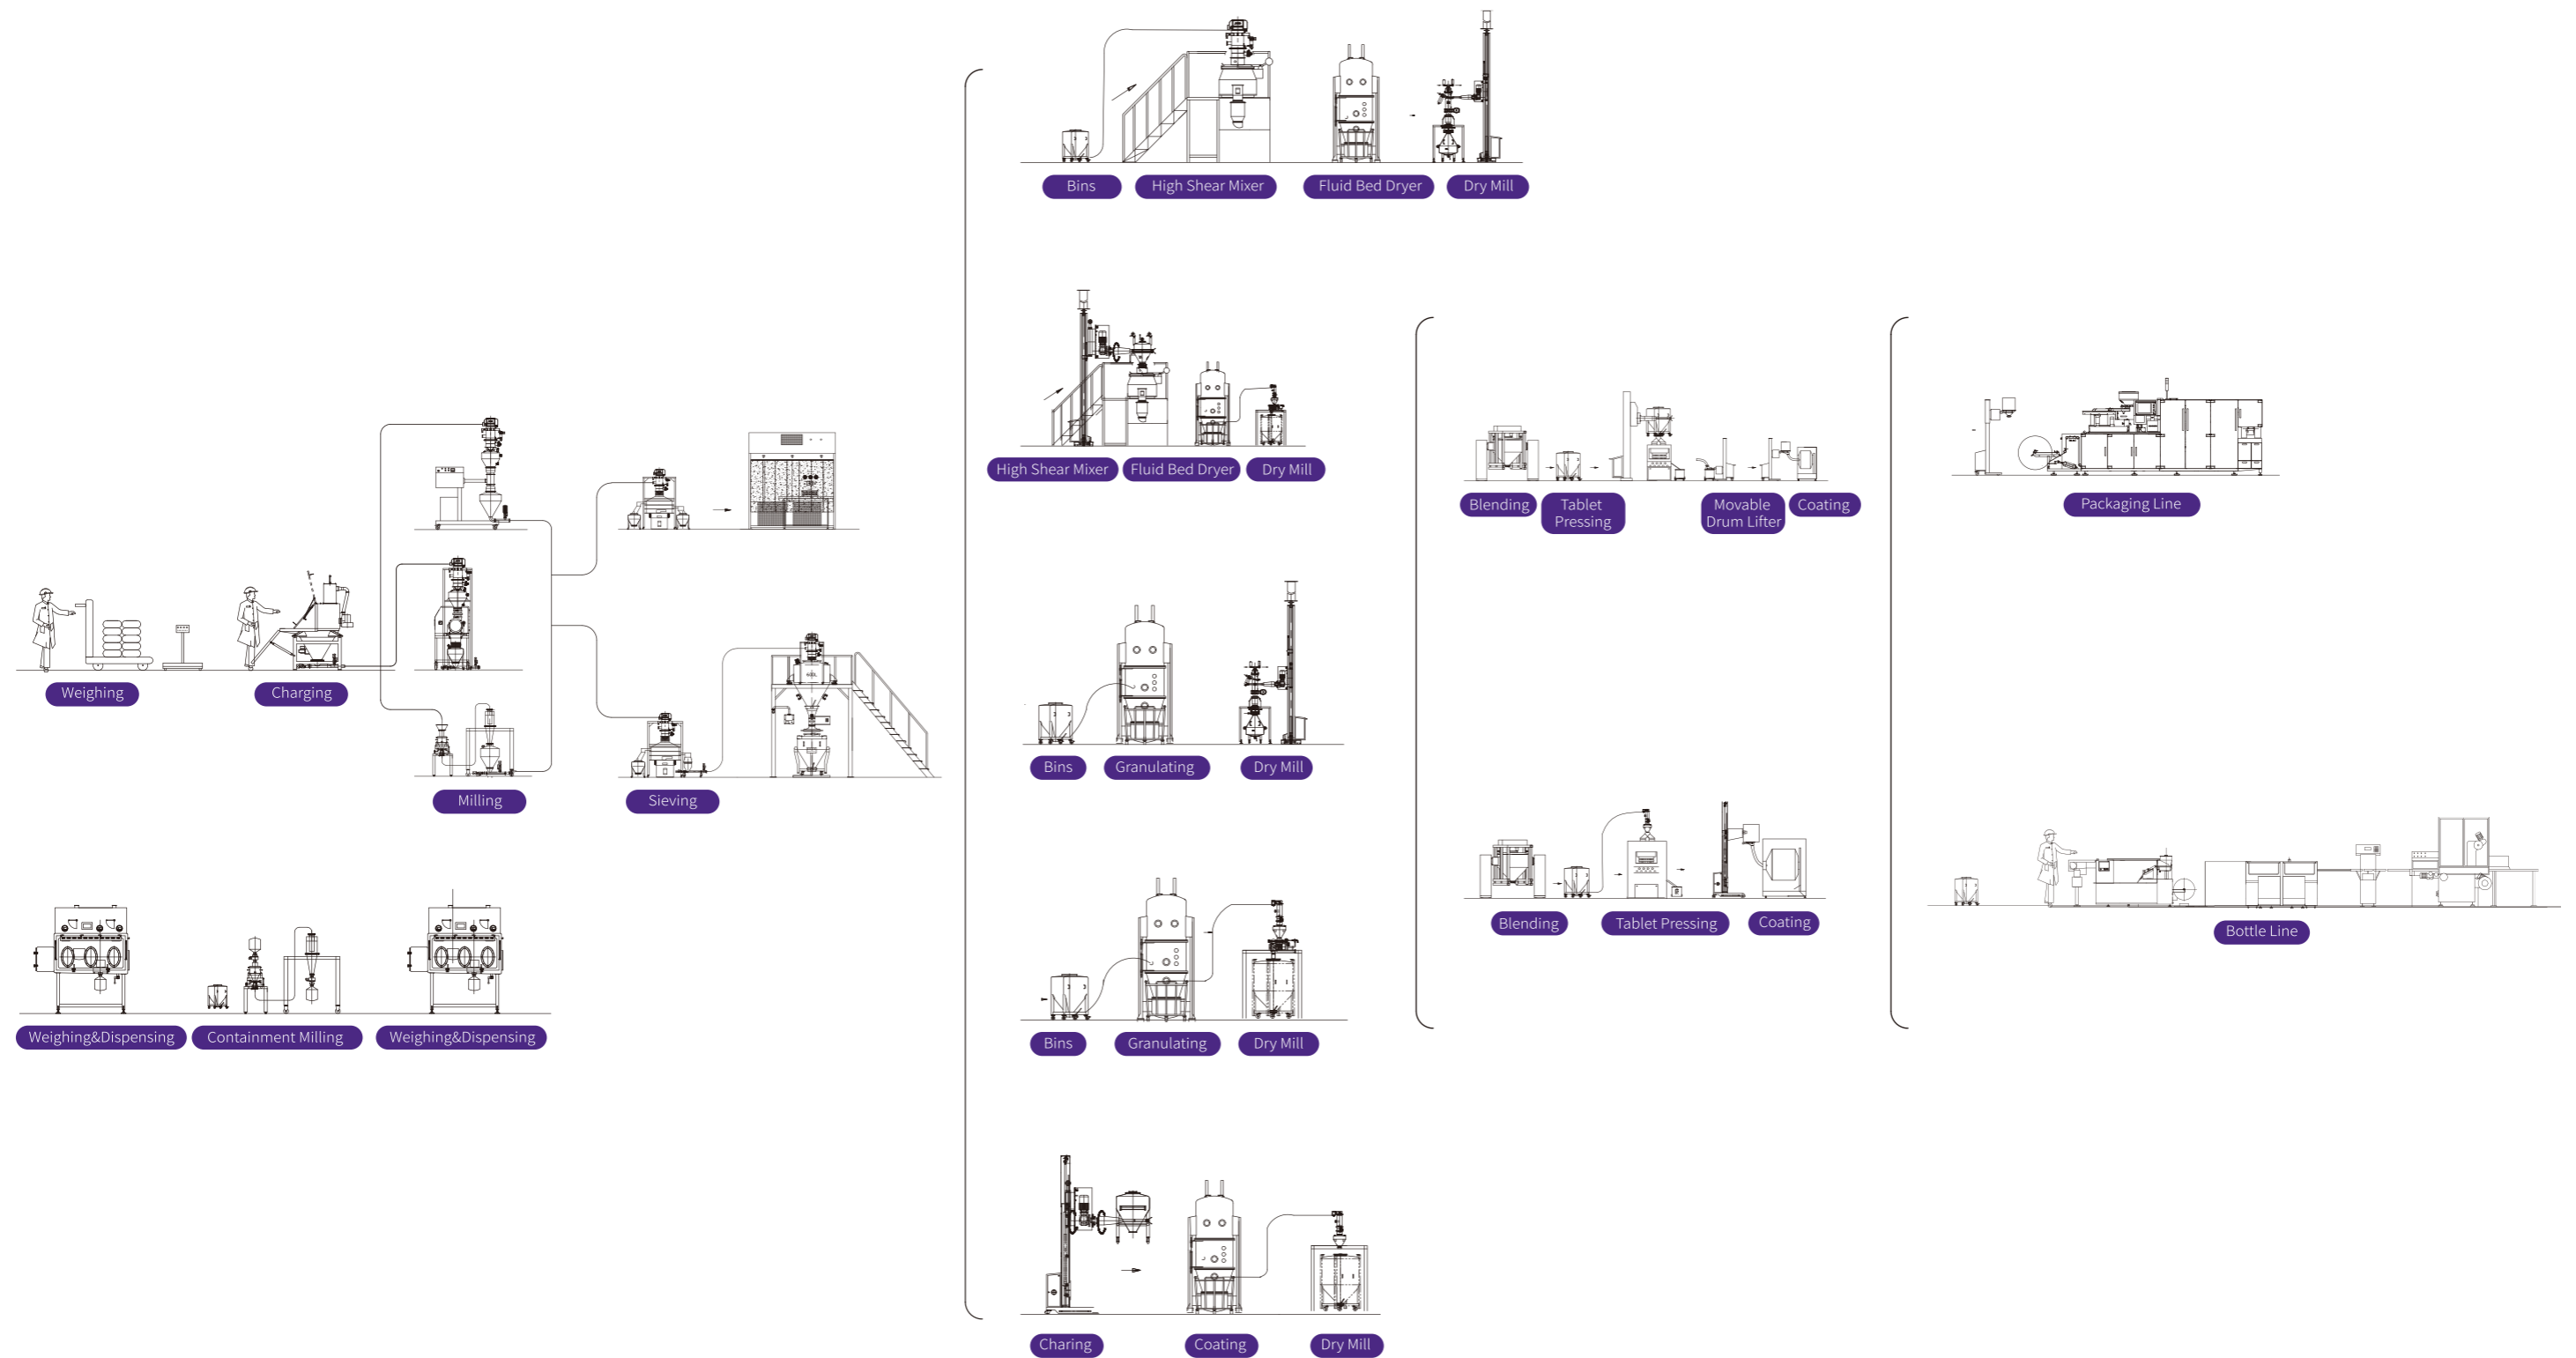 Bins
High Shear Mixer
Fluid Bed Dryer
Dry Mill
High Shear Mixer
Fluid Bed Dryer
Dry Mill
Blending
Tablet
Pressing
Movable
Drum Lifter
Coating
Packaging Line
Weighing
Charging
Milling
Sieving
Bins
Granulating
Dry Mill
Blending
Tablet Pressing
Coating
Bottle Line
Weighing&Dispensing
Containment Milling
Weighing&Dispensing
Bins
Granulating
Dry Mill
Charing
Coating
Dry Mill